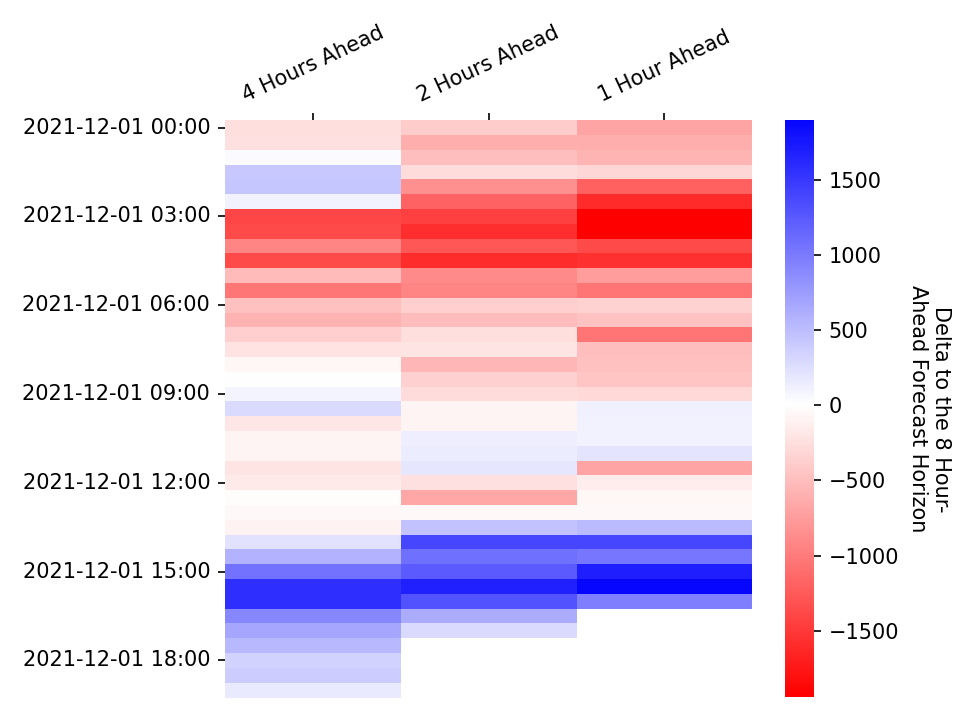 4 Hours Ahead
2 Hours Ahead
1 Hour Ahead
2021-12-01 00:00
2021-12-01 03:00
2021-12-01 06:00
2021-12-01 09:00
2021-12-01 12:00
2021-12-01 15:00
2021-12-01 18:00
1500
1000
500
0
−500
−1000
−1500
Delta to the 8 Hour-
Ahead Forecast Horizon